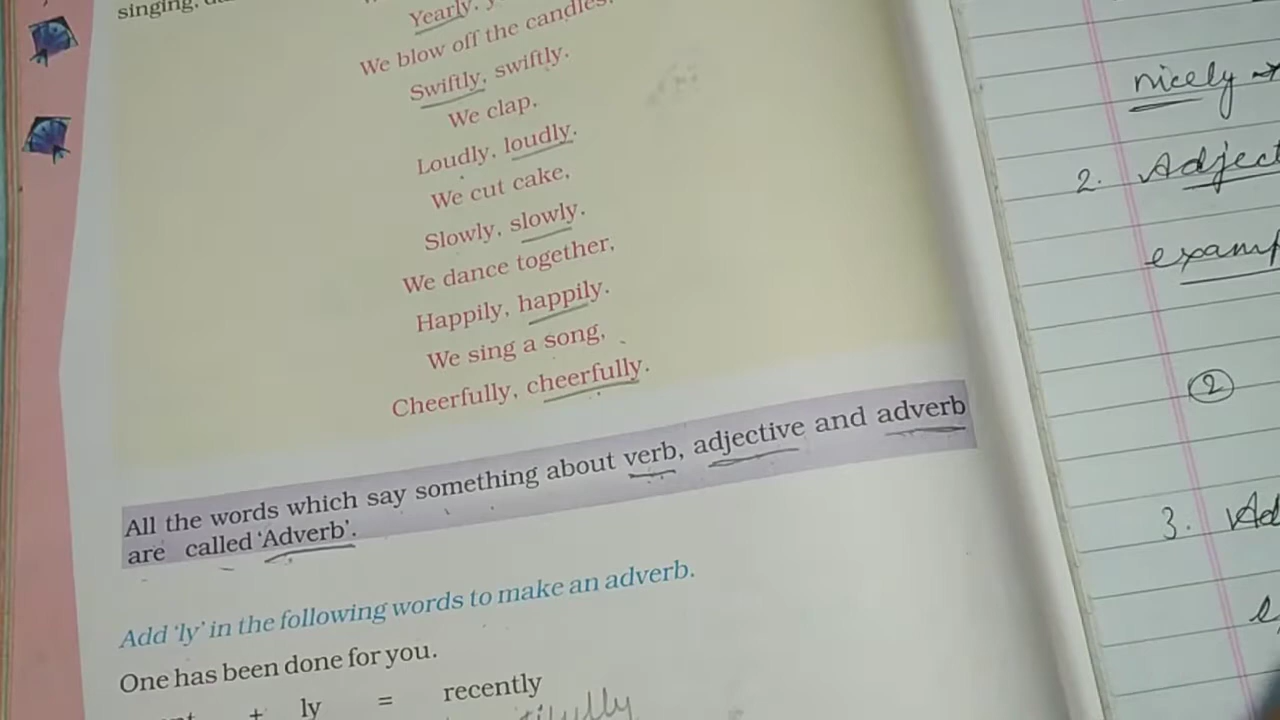 singing,
Yearly,
We blow off the candles.
Swiftly, swiftly.
We clap,
Loudly, loudly.
We cut cake,
Slowly, slowly.
We dance together,
Happily, happily.
We sing a song,
Cheerfully, cheerfully.
All the words which say something about verb, adjective and adverb
are called 'Adverb'.
Add 'ly' in the following words to make an adverb.
One has been done for you.
+ ly = recently
nicely →
2. Adject
examp
2
3. Ad